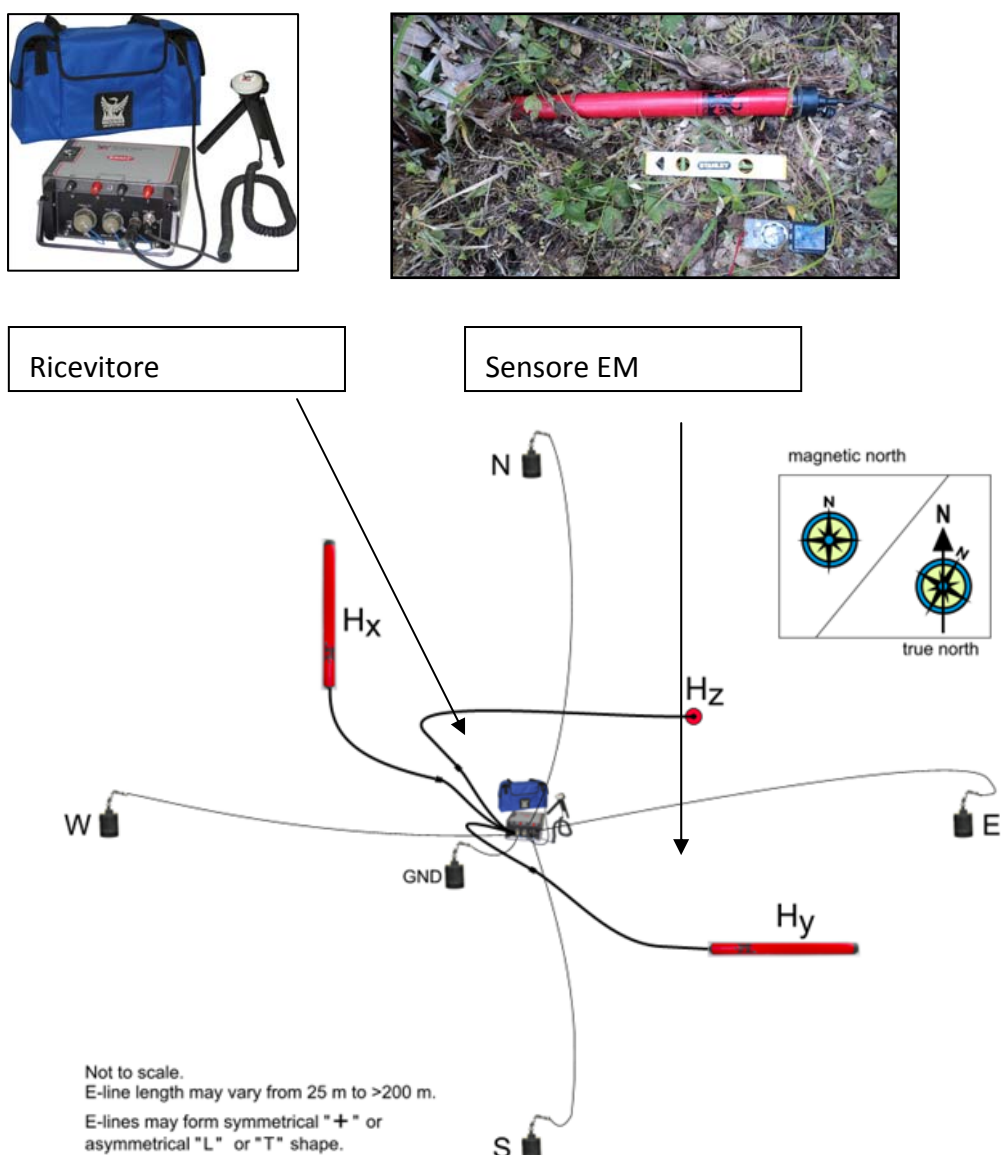 STANLEY
Ricevitore
Sensore EM
N
magnetic north
N
N
N
true north
Hx
Hz
W
E
GND
Hy
Not to scale.
E-line length may vary from 25 m to >200 m.
E-lines may form symmetrical "+" or
asymmetrical "L" or "T" shape.
S